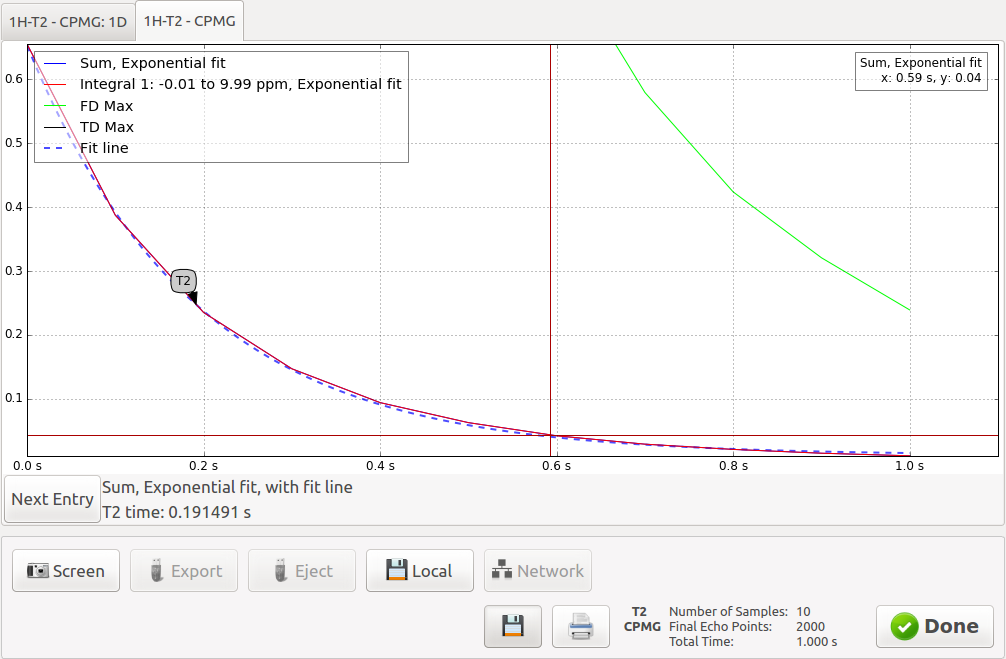 1H-T2 - CPMG: 1D
1H-T2 - CPMG
Sum, Exponential fit
Integral 1: -0.01 to 9.99 ppm, Exponential fit
FD Max
TD Max
Fit line
Sum, Exponential fit
x: 0.59 s, y: 0.04
0.6
0.5
0.4
0.3
0.2
0.1
T2
0.0 s
0.2 s
0.4 s
0.6 s
0.8 s
1.0 s
Next Entry
Sum, Exponential fit, with fit line
T2 time: 0.191491 s
Screen
Export
Eject
Local
Network
T2
CPMG
Number of Samples: 10
Final Echo Points: 2000
Total Time: 1.000 s
Done